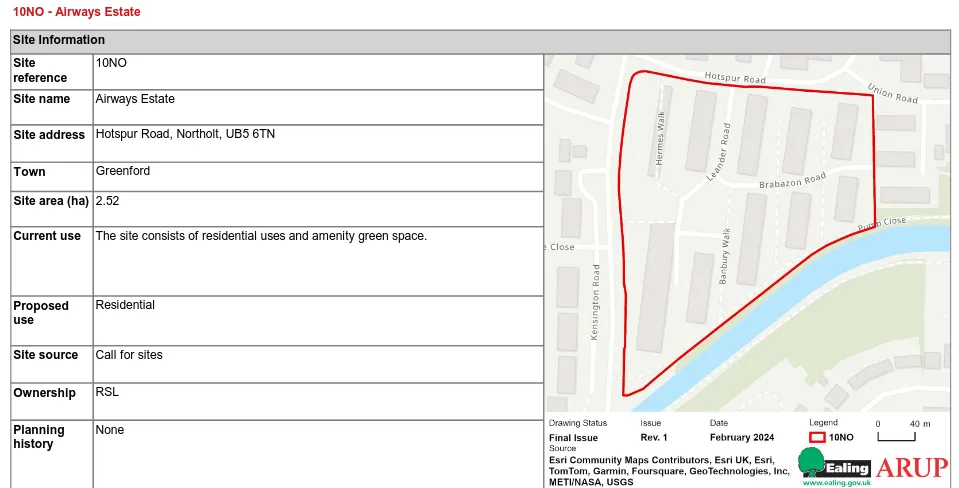 10NO - Airways Estate
Site Information
Site
reference
10NO
Site name
Airways Estate
Site address
Hotspur Road, Northolt, UB5 6TN
Town
Greenford
Site area (ha)
2.52
Current use
The site consists of residential uses and amenity green space.
Proposed
use
Residential
Site source
Call for sites
Ownership
RSL
Planning
history
None
Hotspur Road
Union Road
Hermes Walk
Leander Road
Brabazon Road
Pump Close
e Close
Banbury Walk
Kensington Road
Drawing Status
Issue
Date
Legend
0 40 m
Final Issue
Rev. 1
February 2024
10NO
Source
Esri Community Maps Contributors, Esri UK, Esri,
TomTom, Garmin, Foursquare, GeoTechnologies, Inc,
METI/NASA, USGS
Ealing
www.ealing.gov.uk
ARUP